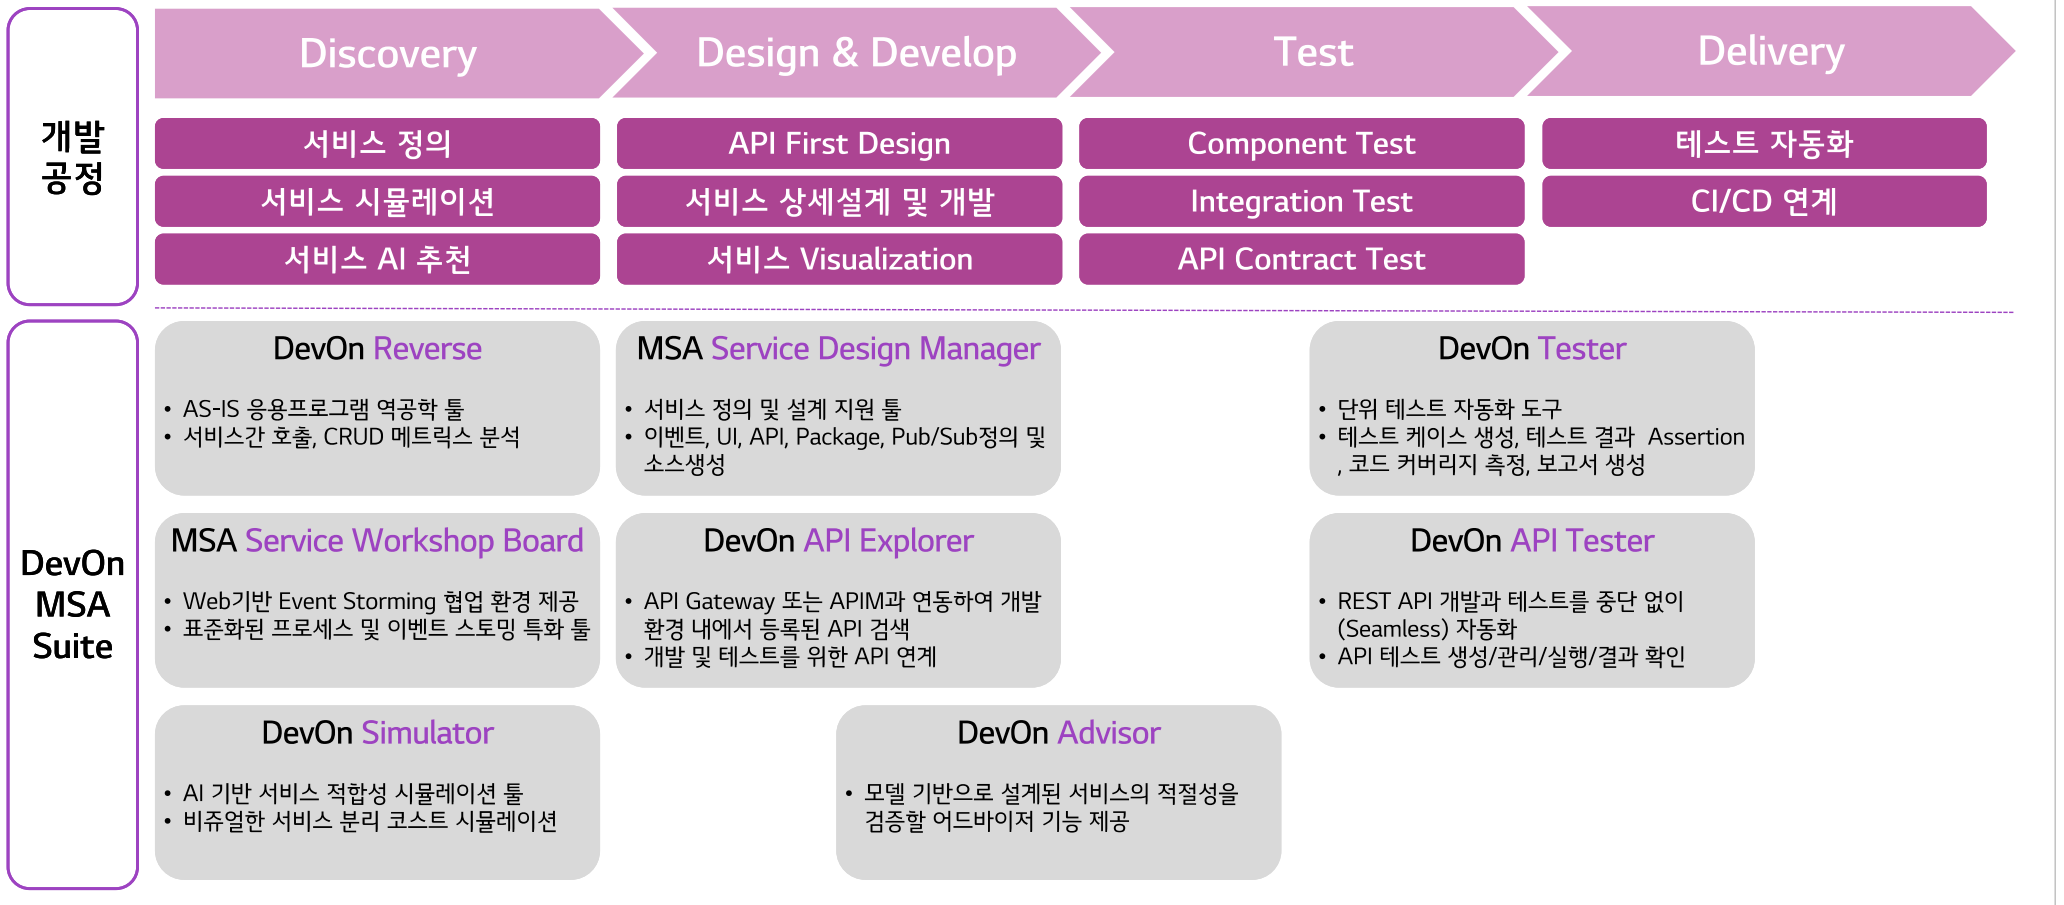 개발
공정
Discovery
Design & Develop
Test
Delivery
서비스 정의
API First Design
Component Test
테스트 자동화
서비스 시뮬레이션
서비스 상세설계 및 개발
Integration Test
CI/CD 연계
서비스 AI 추천
서비스 Visualization
API Contract Test
DevOn
MSA
Suite
DevOn Reverse
• AS-IS 응용프로그램 역공학 툴
• 서비스간 호출, CRUD 메트릭스 분석
MSA Service Design Manager
• 서비스 정의 및 설계 지원 툴
• 이벤트, UI, API, Package, Pub/Sub정의 및
소스생성
DevOn Tester
• 단위 테스트 자동화 도구
• 테스트 케이스 생성, 테스트 결과 Assertion
, 코드 커버리지 측정, 보고서 생성
MSA Service Workshop Board
• Web기반 Event Storming 협업 환경 제공
• 표준화된 프로세스 및 이벤트 스토밍 특화 툴
DevOn API Explorer
• API Gateway 또는 APIM과 연동하여 개발
환경 내에서 등록된 API 검색
• 개발 및 테스트를 위한 API 연계
DevOn API Tester
• REST API 개발과 테스트를 중단 없이
(Seamless) 자동화
• API 테스트 생성/관리/실행/결과 확인
DevOn Simulator
• AI 기반 서비스 적합성 시뮬레이션 툴
• 비쥬얼한 서비스 분리 코스트 시뮬레이션
DevOn Advisor
• 모델 기반으로 설계된 서비스의 적절성을
검증할 어드바이저 기능 제공